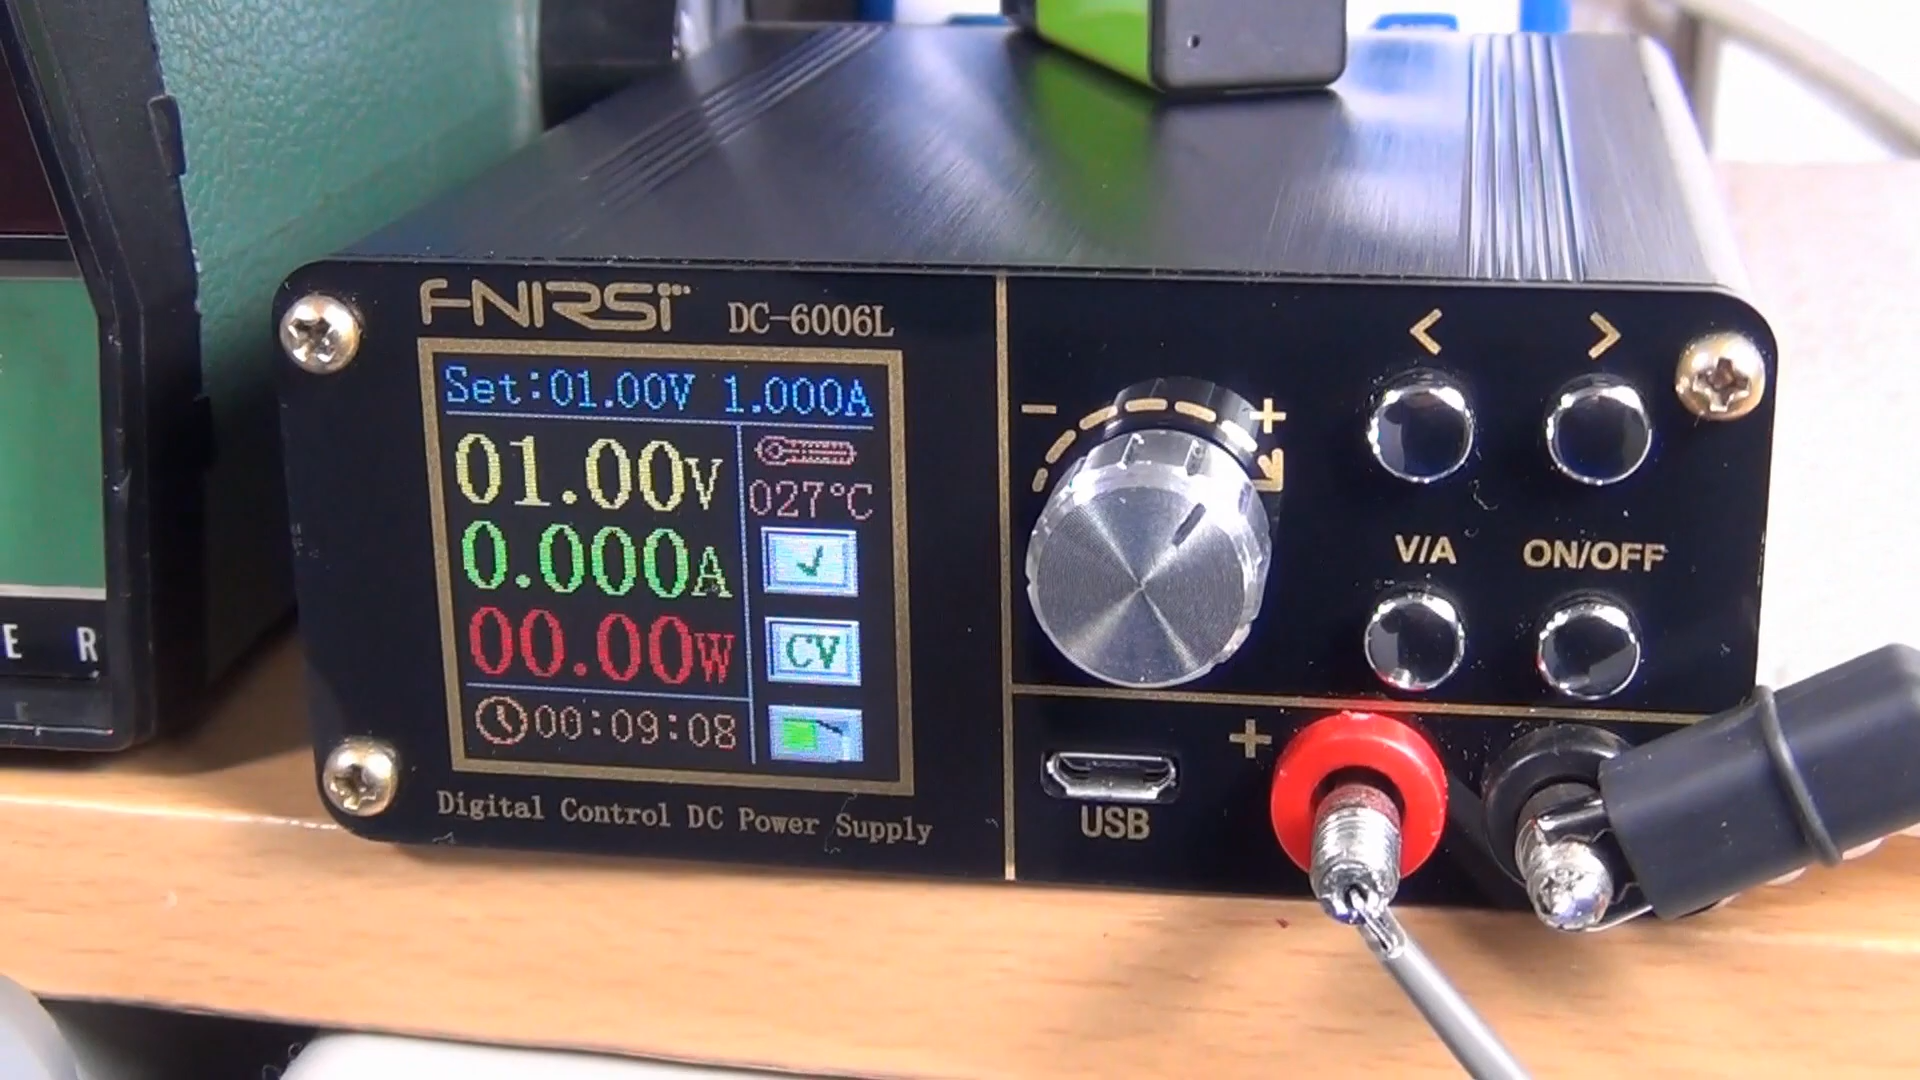 FNIRSI DC-6006L
Set:01.00V 1.000A
01.00V
027°C
0.000A
00.00W
CV
00:09:08
Digital Control DC Power Supply
- +
< >
V/A ON/OFF
+
USB
E R